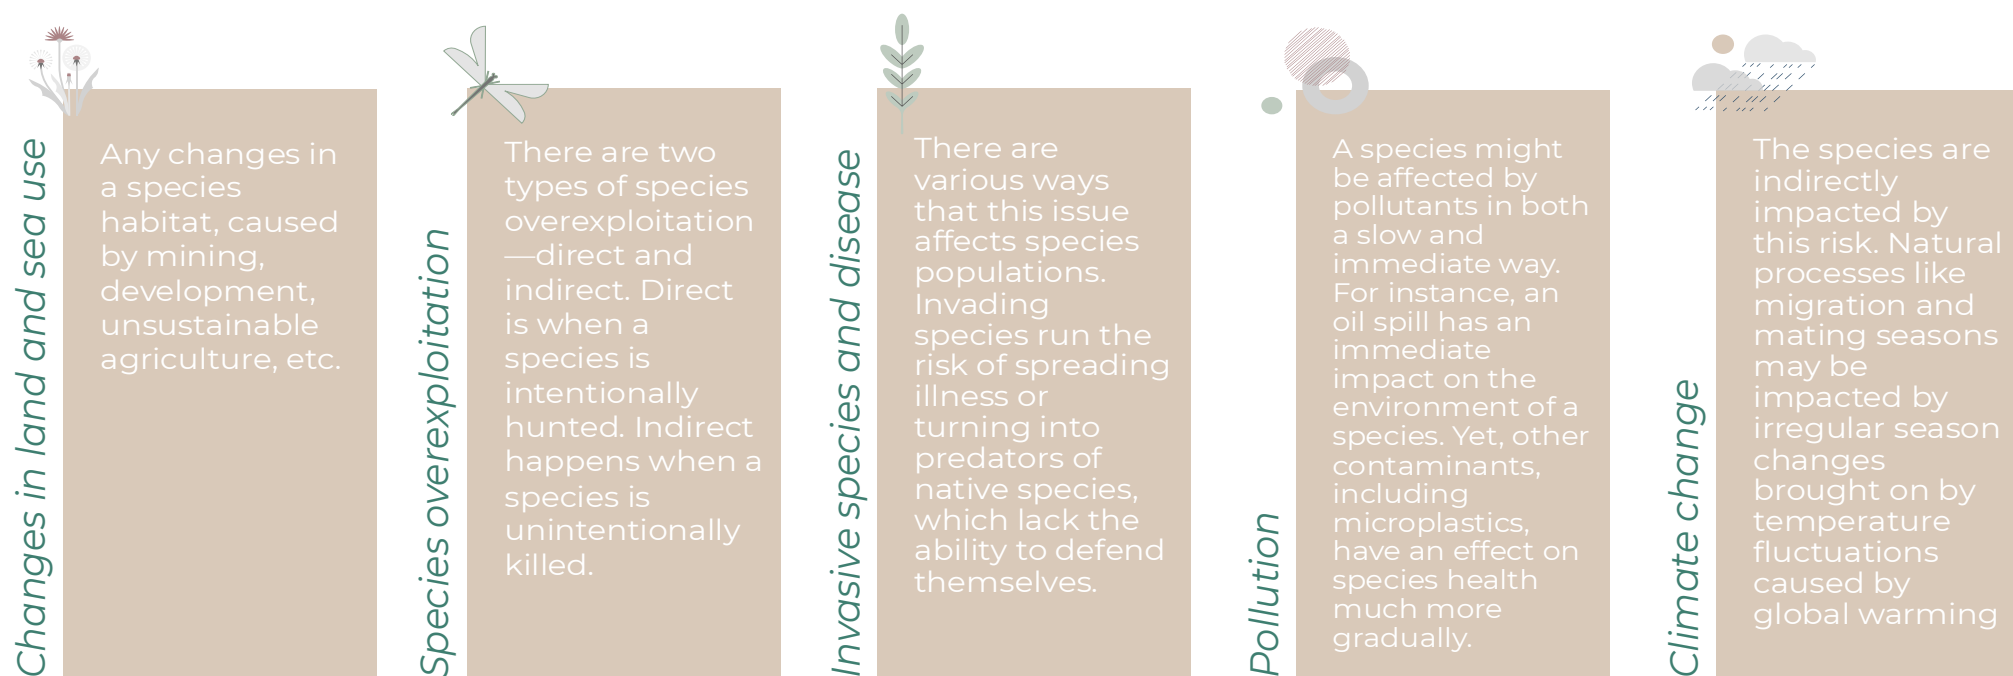 Changes in land and sea use
Any changes in
a species
habitat, caused
by mining,
development,
unsustainable
agriculture, etc.
Species overexploitation
There are two
types of species
overexploitation
—direct and
indirect. Direct
is when a
species is
intentionally
hunted. Indirect
happens when a
species is
unintentionally
killed.
Invasive species and disease
There are
various ways
that this issue
affects species
populations.
Invading
species run the
risk of spreading
illness or
turning into
predators of
native species,
which lack the
ability to defend
themselves.
Pollution
A species might
be affected by
pollutants in both
a slow and
immediate way.
For instance, an
oil spill has an
immediate
impact on the
environment of a
species. Yet, other
contaminants,
including
microplastics,
have an effect on
species health
much more
gradually.
Climate change
The species are
indirectly
impacted by
this risk. Natural
processes like
migration and
mating seasons
may be
impacted by
irregular season
changes
brought on by
temperature
fluctuations
caused by
global warming